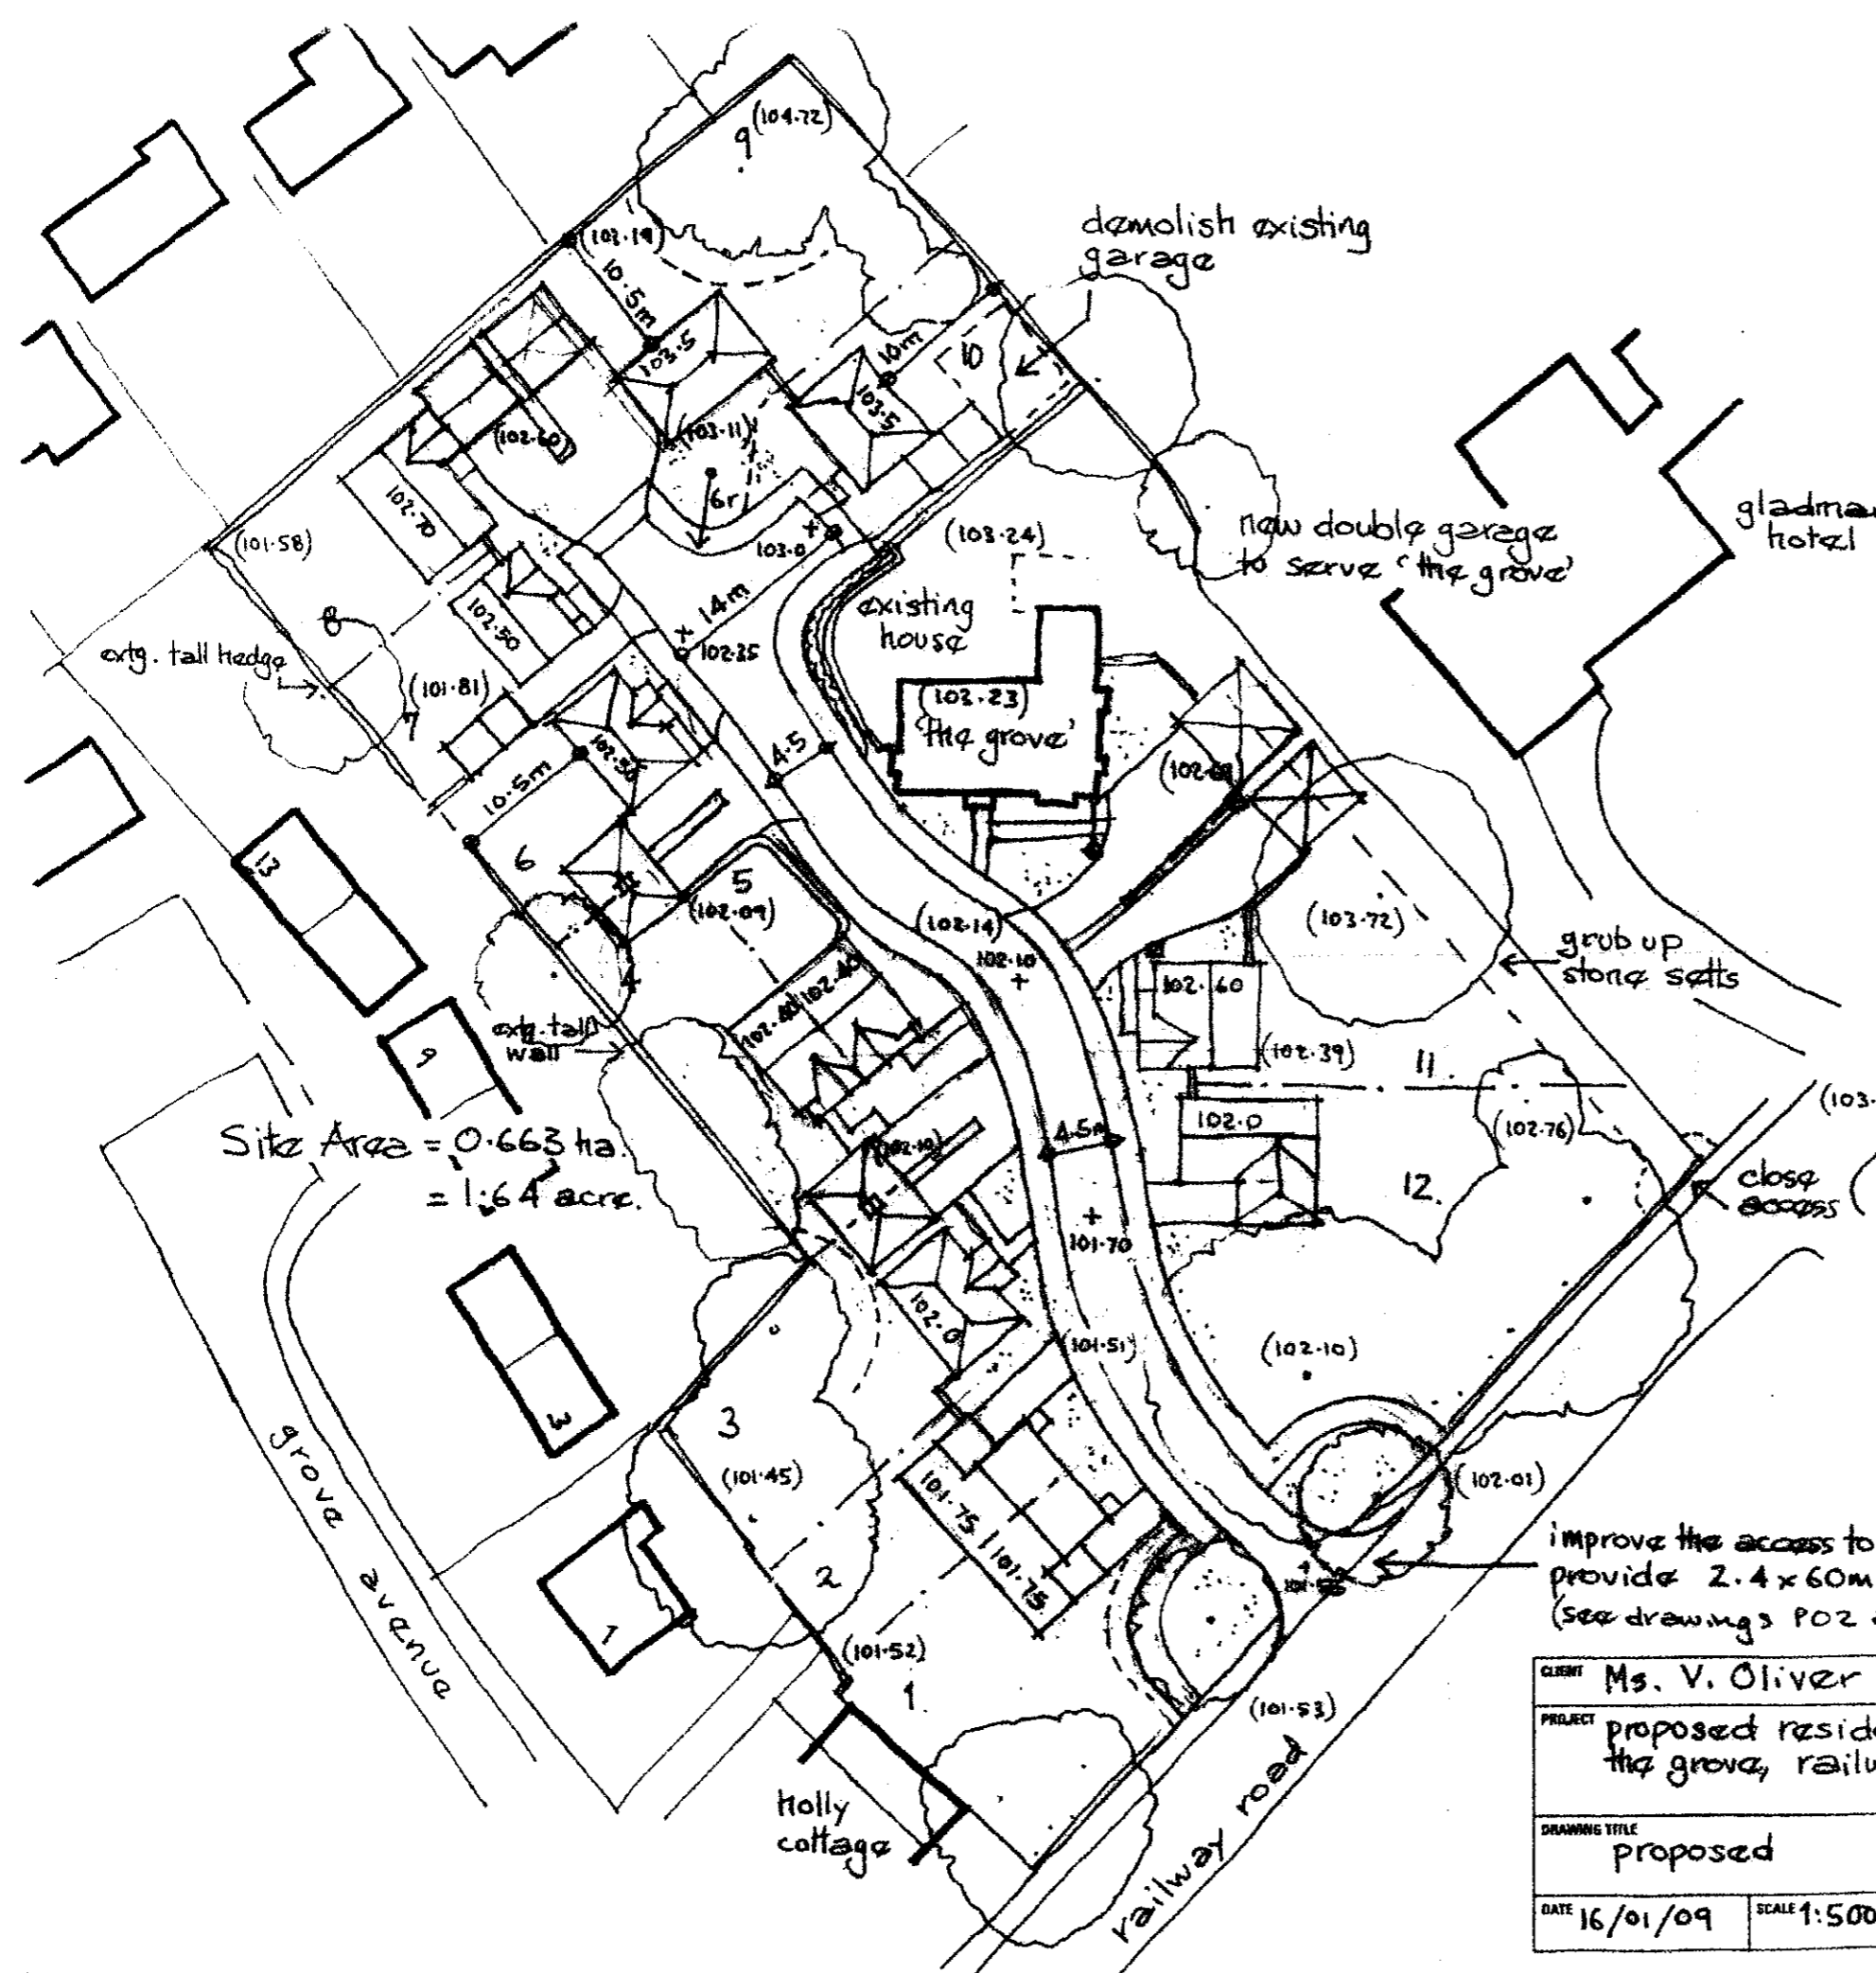 9
(104.72)
demolish existing
garage
(102.19)
10.5m
103.5
10m
10
103.5
(102.60)
(103.11)
6r
102.70
(101.58)
103.0
(103.24)
new double garage
to serve 'the grove'
hotel
14m
existing
house
102.50
8
102.35
extg. tall hedge
(101.81)
7
(103.23)
'the grove'
4.5
10.5m
102.50
6
5
(102.09)
13
(102.14)
102.10
(103.72)
grub up
stone setts
4
102.40
102.40
102.60
extg. tall
wall
9
(102.39)
11.
Site Area = 0.663 ha.
= 1.64 acre.
4.5m
102.0
(102.76)
12.
close
access
101.70
102.0
(101.51)
(102.10)
3
3
(101.45)
grove
avenue
101.75
101.75
2
(102.01)
improve the access to
provide 2.4 x 60m
(see drawings P02
1
(101.52)
1
(101.53)
holly
cottage
railway road
CLIENT Ms. V. Oliver
PROJECT proposed
the grove,
DRAWING TITLE
proposed
DATE 16/01/09
SCALE 1:500